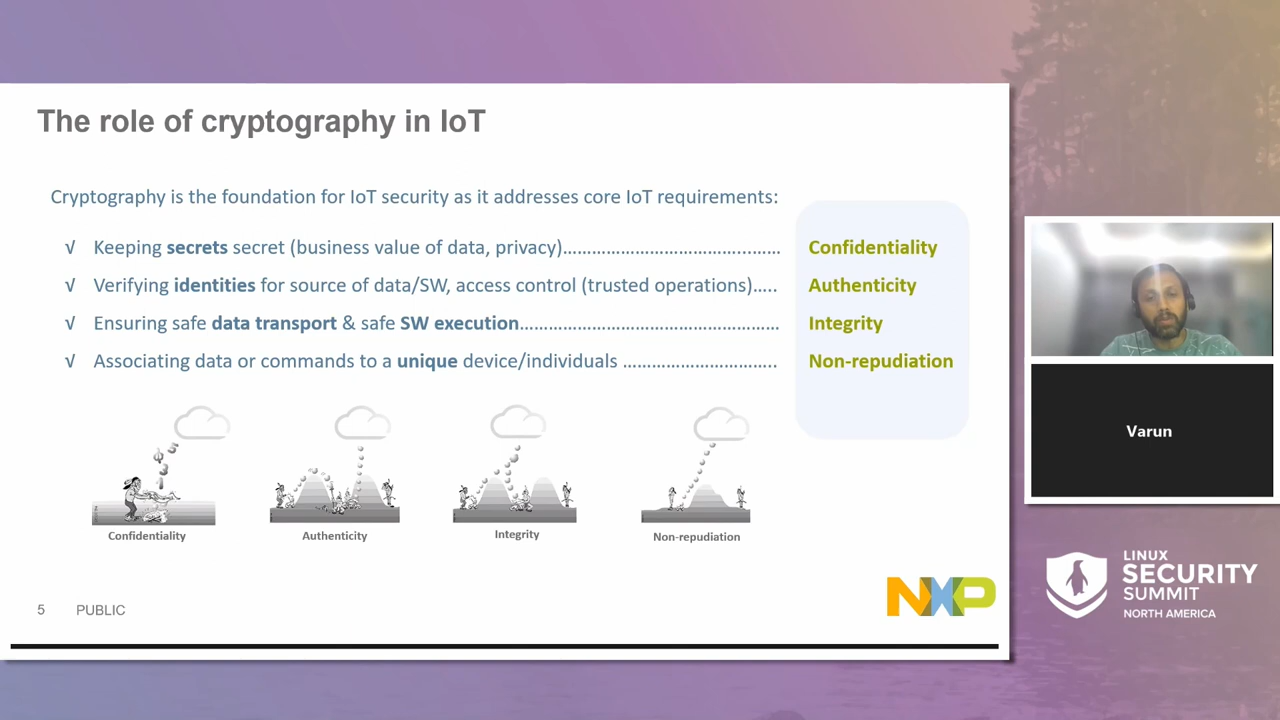 The role of cryptography in IoT
Cryptography is the foundation for IoT security as it addresses core IoT requirements:
√ Keeping secrets secret (business value of data, privacy)……………………………..……… Confidentiality
√ Verifying identities for source of data/SW, access control (trusted operations)….. Authenticity
√ Ensuring safe data transport & safe SW execution………………………………………………… Integrity
√ Associating data or commands to a unique device/individuals ……………………….. Non-repudiation
Confidentiality
Authenticity
Integrity
Non-repudiation
5 PUBLIC
NXP
Varun
LINUX
SECURITY
SUMMIT
NORTH AMERICA